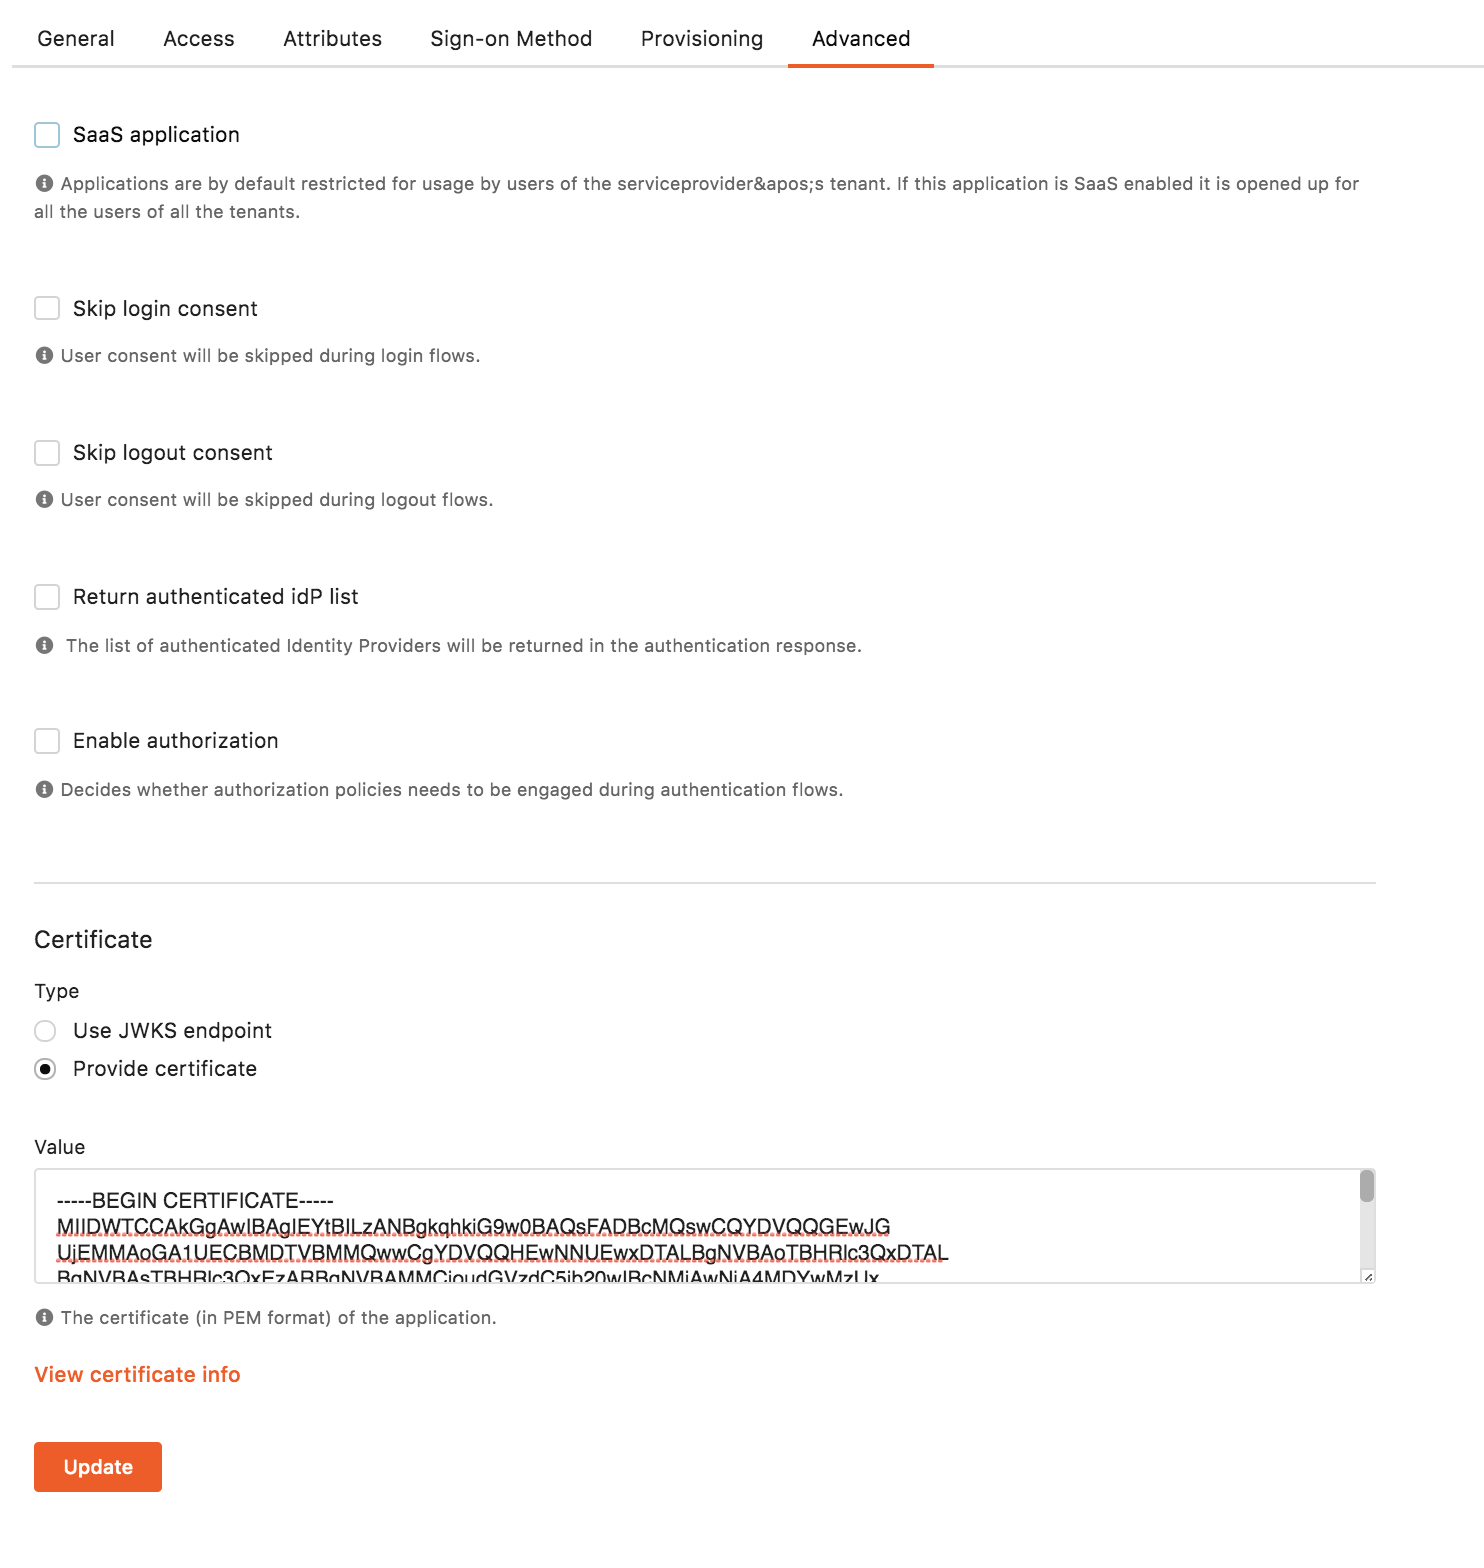 General Access Attributes Sign-on Method Provisioning Advanced
SaaS application
Applications are by default restricted for usage by users of the serviceprovider&apos;s tenant. If this application is SaaS enabled it is opened up for
all the users of all the tenants.
Skip login consent
User consent will be skipped during login flows.
Skip logout consent
User consent will be skipped during logout flows.
Return authenticated idP list
The list of authenticated Identity Providers will be returned in the authentication response.
Enable authorization
Decides whether authorization policies needs to be engaged during authentication flows.
Certificate
Type
Use JWKS endpoint
Provide certificate
Value
-----BEGIN CERTIFICATE-----
MIIDWTCCAkGgAwIBAgIEYtBILzANBgkqhkiG9w0BAQsFADBcMQswCQYDVQQGEwJG
UjEMMAoGA1UECBMDTVBMMQwwCgYDVQQHEwNNUEwxDTALBgNVBAoTBHRlc3QxDTAL
BgNVBAsTBHRlc3QxEzARBgNVBAMMCioudGVzdC5jb20wIBcNMjAwNjA4MDYwMzUx
The certificate (in PEM format) of the application.
View certificate info
Update